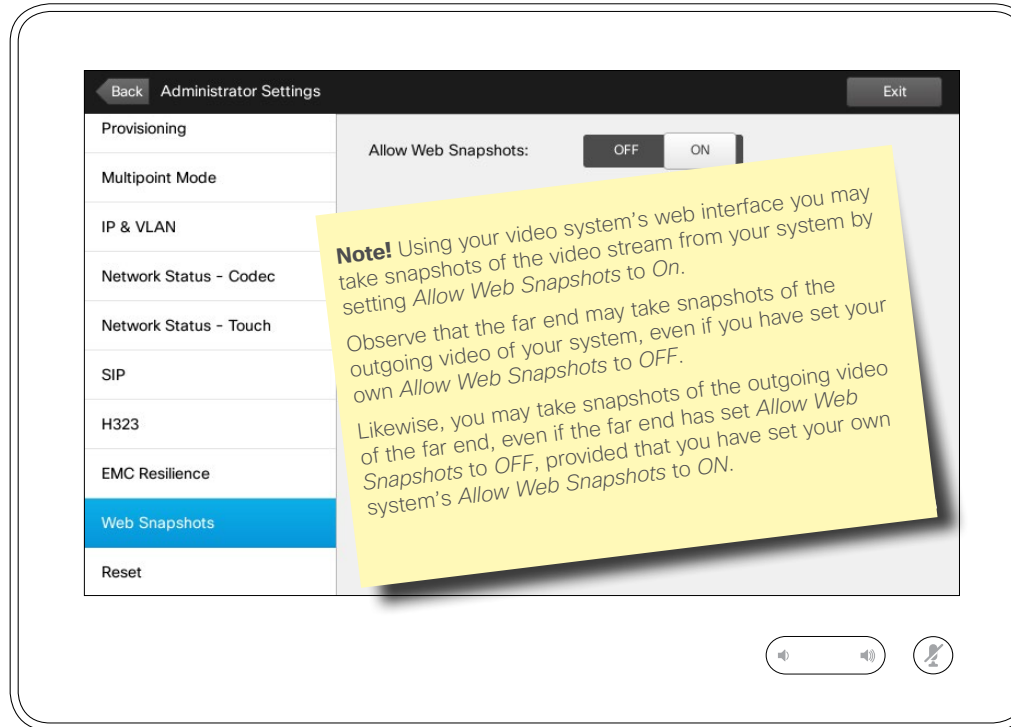 Back Administrator Settings Exit
Provisioning
Multipoint Mode
IP & VLAN
Network Status - Codec
Network Status - Touch
SIP
H323
EMC Resilience
Web Snapshots
Reset
Allow Web Snapshots: OFF ON
Note! Using your video system’s web interface you may
take snapshots of the video stream from your system by
setting Allow Web Snapshots to On.
Observe that the far end may take snapshots of the
outgoing video of your system, even if you have set your
own Allow Web Snapshots to OFF.
Likewise, you may take snapshots of the outgoing video
of the far end, even if the far end has set Allow Web
Snapshots to OFF, provided that you have set your own
system’s Allow Web Snapshots to ON.